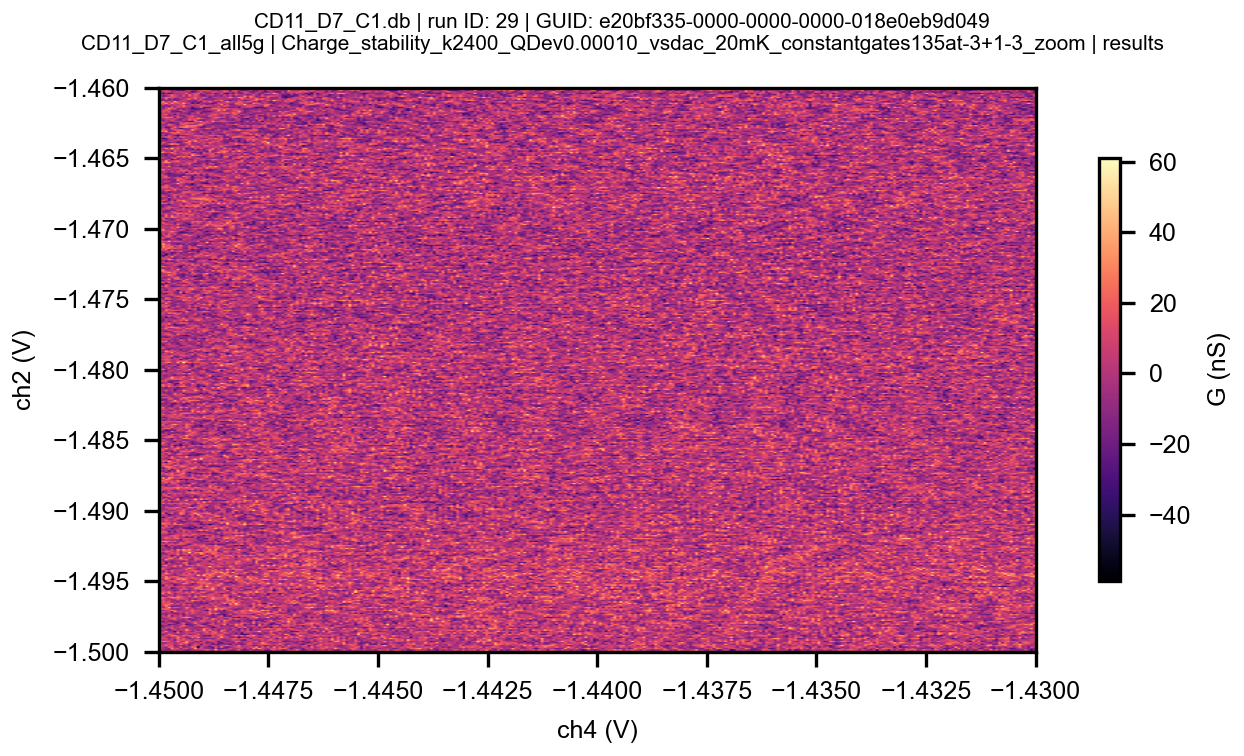 CD11_D7_C1.db | run ID: 29 | GUID: e20bf335-0000-0000-0000-018e0eb9d049
CD11_D7_C1_all5g | Charge_stability_k2400_QDev0.00010_vsdac_20mK_constantgates135at-3+1-3_zoom | results
−1.460
−1.465
−1.470
−1.475
−1.480
−1.485
−1.490
−1.495
−1.500
ch2 (V)
−1.4500 −1.4475 −1.4450 −1.4425 −1.4400 −1.4375 −1.4350 −1.4325 −1.4300
ch4 (V)
60
40
20
0
−20
−40
G (nS)